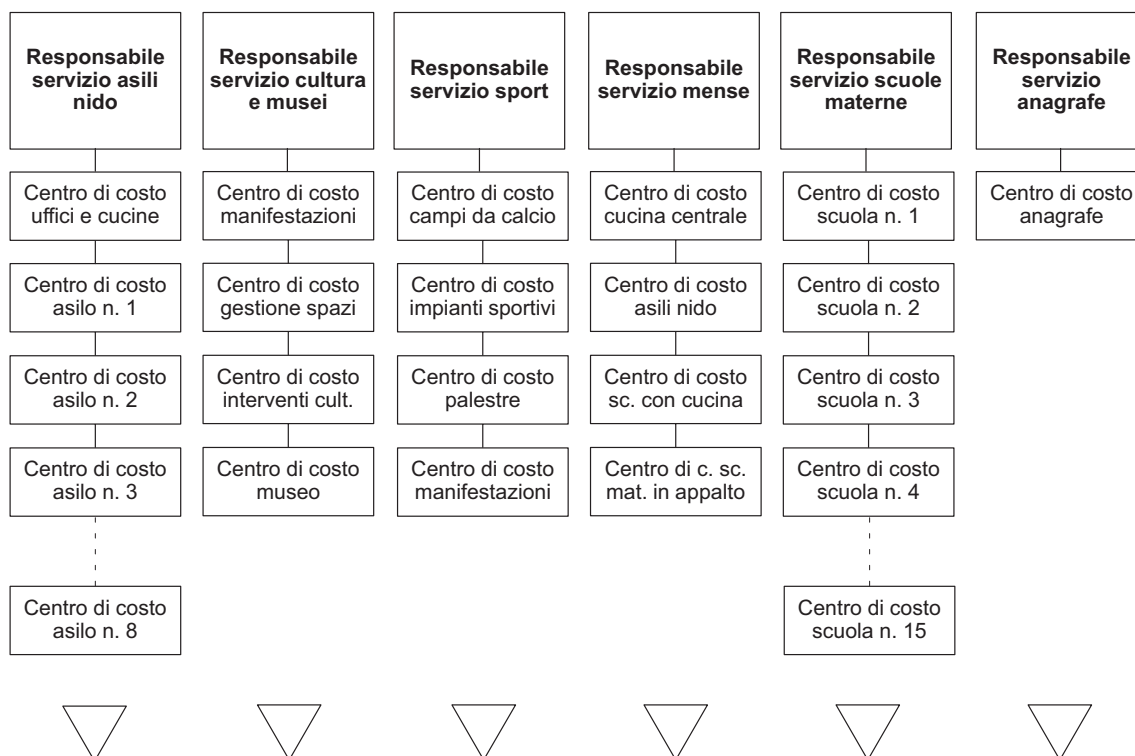 Responsabile
servizio asili
nido
Responsabile
servizio cultura
e musei
Responsabile
servizio sport
Responsabile
servizio mense
Responsabile
servizio scuole
materne
Responsabile
servizio
anagrafe
Centro di costo
uffici e cucine
Centro di costo
manifestazioni
Centro di costo
campi da calcio
Centro di costo
cucina centrale
Centro di costo
scuola n. 1
Centro di costo
anagrafe
Centro di costo
asilo n. 1
Centro di costo
gestione spazi
Centro di costo
impianti sportivi
Centro di costo
asili nido
Centro di costo
scuola n. 2
Centro di costo
asilo n. 2
Centro di costo
interventi cult.
Centro di costo
palestre
Centro di costo
sc. con cucina
Centro di costo
scuola n. 3
Centro di costo
asilo n. 3
Centro di costo
museo
Centro di costo
manifestazioni
Centro di c. sc.
mat. in appalto
Centro di costo
scuola n. 4
Centro di costo
asilo n. 8
Centro di costo
scuola n. 15